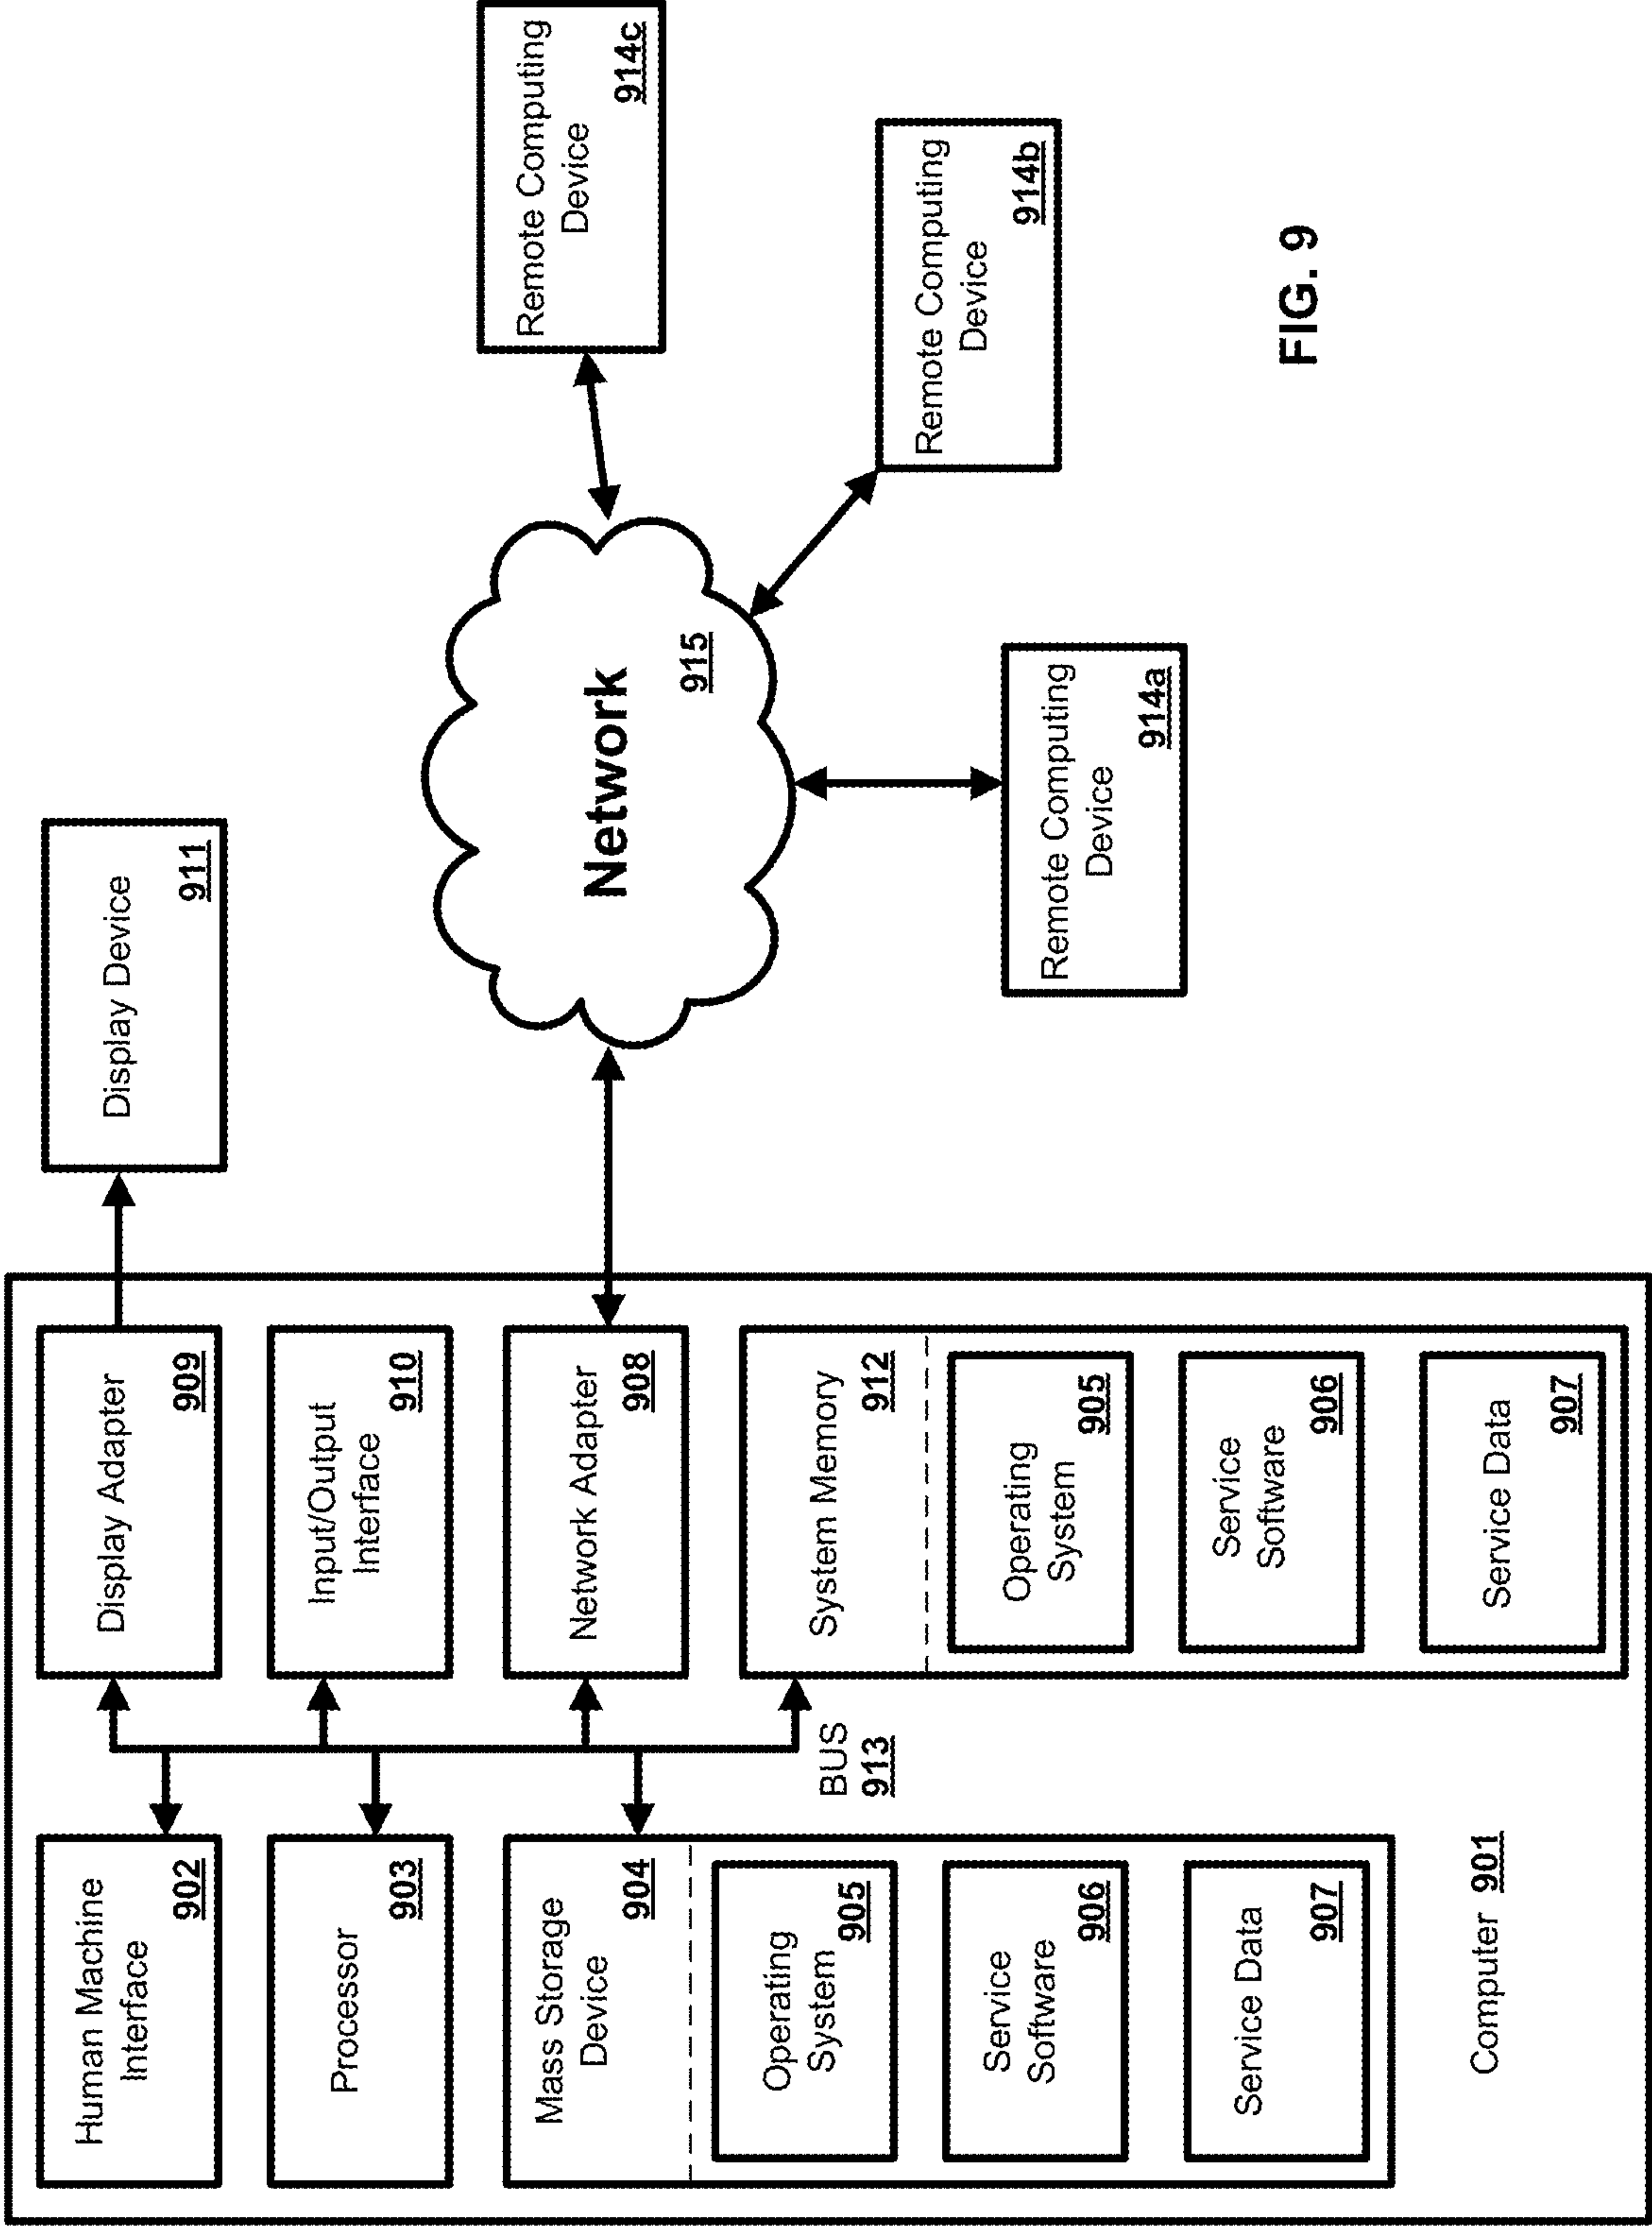 Human Machine
Interface
902
Processor
903
Mass Storage
Device
904
Operating
System
905
Service
Software
906
Service Data
907
Computer 901
BUS
913
Display Adapter
909
Input/Output
Interface
910
Network Adapter
908
System Memory
912
Operating
System
905
Service
Software
906
Service Data
907
Display Device
911
Network
915
Remote Computing
Device
914a
Remote Computing
Device
914b
Remote Computing
Device
914c
FIG. 9